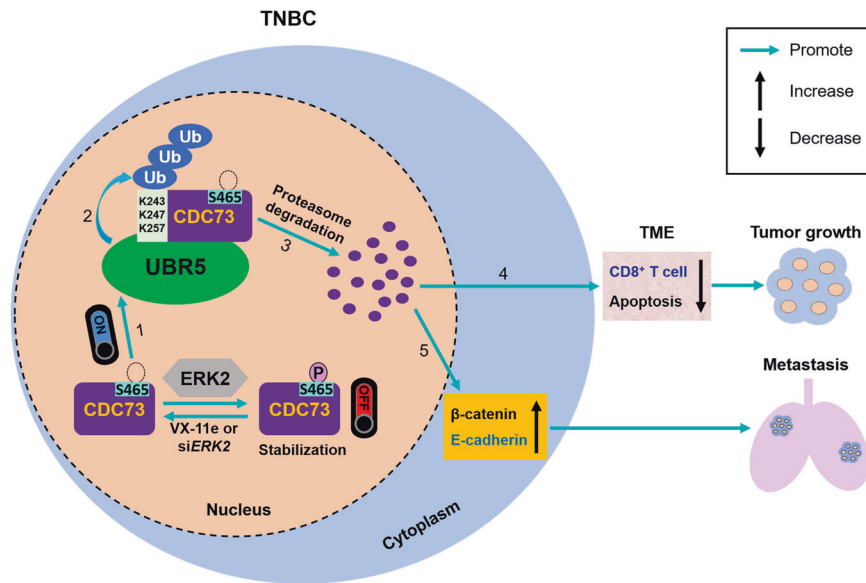 TNBC
Promote
Increase
Decrease
Ub
Ub
Ub
K243
K247
K257
S465
CDC73
2
UBR5
Proteasome
degradation
3
4
5
1
ON
TME
CD8⁺ T cell
Apoptosis
Tumor growth
S465
CDC73
ERK2
VX-11e or
siERK2
P
S465
CDC73
Stabilization
OFF
β-catenin
E-cadherin
Metastasis
Nucleus
Cytoplasm